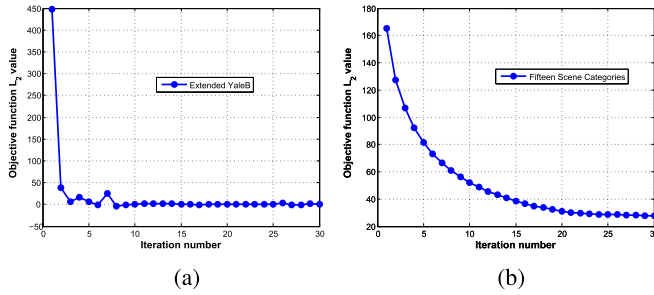 450
400
350
300
250
200
150
100
50
0
−50
0 5 10 15 20 25 30
Objective function L2 value
Iteration number
Extended YaleB
(a)
180
160
140
120
100
80
60
40
20
0 5 10 15 20 25 30
Objective function L2 value
Iteration number
Fifteen Scene Categories
(b)